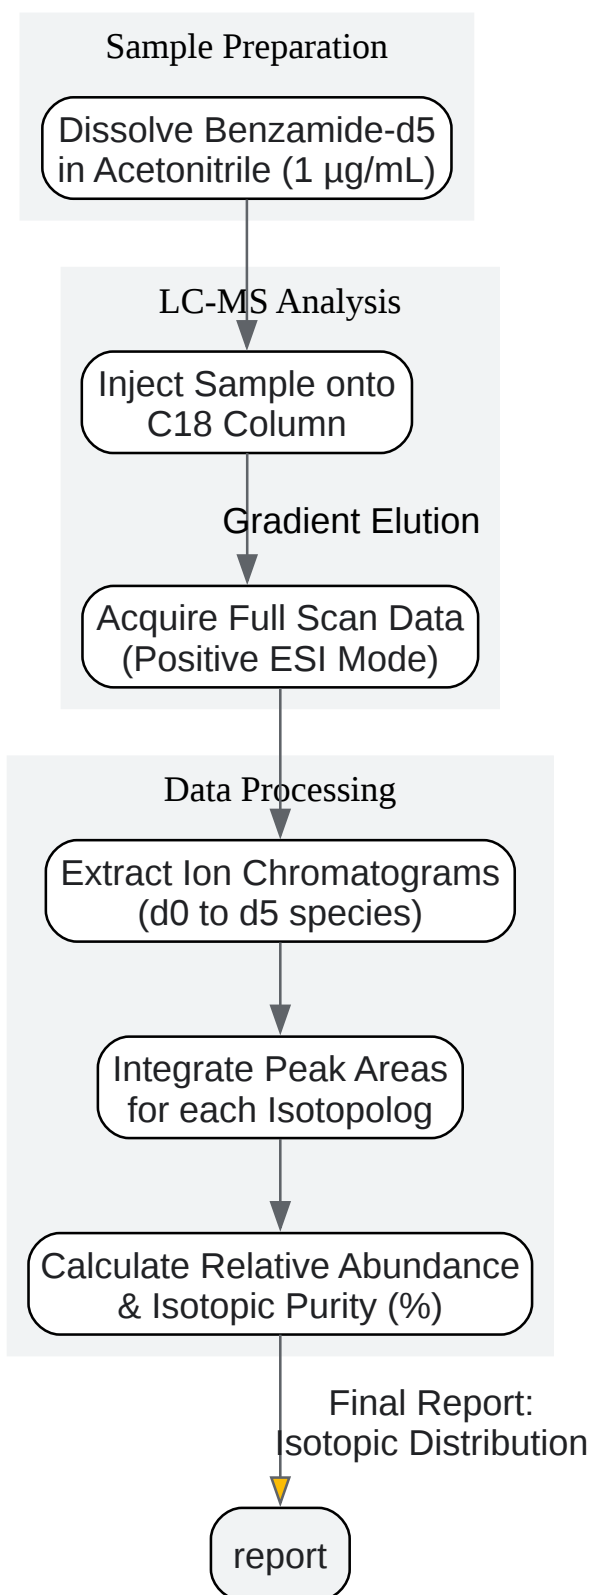 Sample Preparation
Dissolve Benzamide-d5
in Acetonitrile (1 µg/mL)
LC-MS Analysis
Inject Sample onto
C18 Column
Gradient Elution
Acquire Full Scan Data
(Positive ESI Mode)
Data Processing
Extract Ion Chromatograms
(d0 to d5 species)
Integrate Peak Areas
for each Isotopolog
Calculate Relative Abundance
& Isotopic Purity (%)
Final Report:
Isotopic Distribution
report